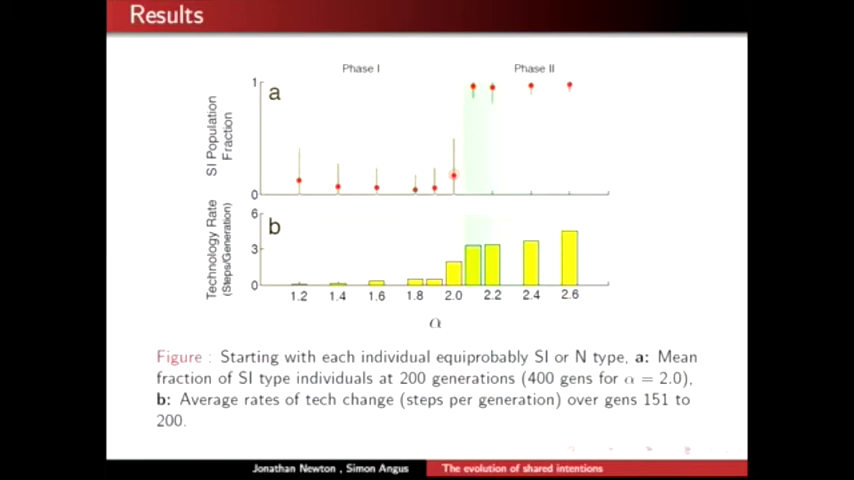 Results
Phase I
Phase II
1
a
SI Population
Fraction
0
6
b
Technology Rate
(Steps/Generation)
3
0
1.2 1.4 1.6 1.8 2.0 2.2 2.4 2.6
α
Figure : Starting with each individual equiprobably SI or N type, a: Mean
fraction of SI type individuals at 200 generations (400 gens for α = 2.0),
b: Average rates of tech change (steps per generation) over gens 151 to
200.
Jonathan Newton , Simon Angus
The evolution of shared intentions